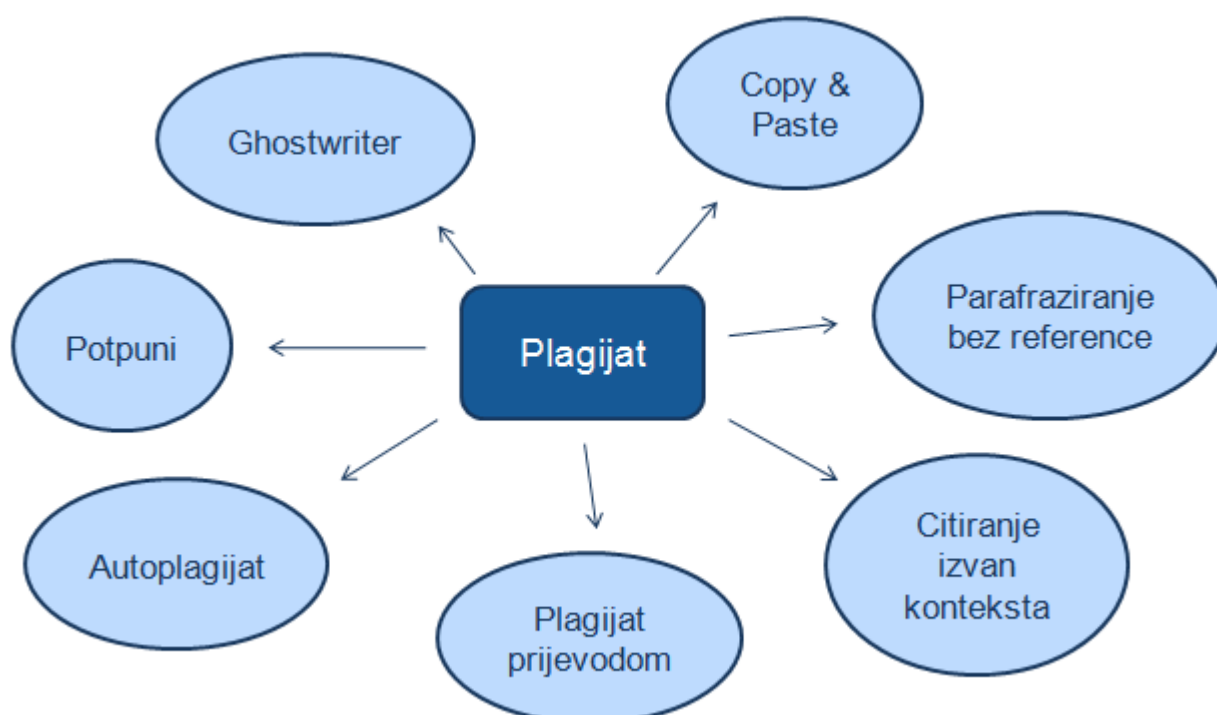 Copy &
Paste
Ghostwriter
Parafraziranje
bez reference
Potpuni
Plagijat
Citiranje
izvan
konteksta
Autoplagijat
Plagijat
prijevodom